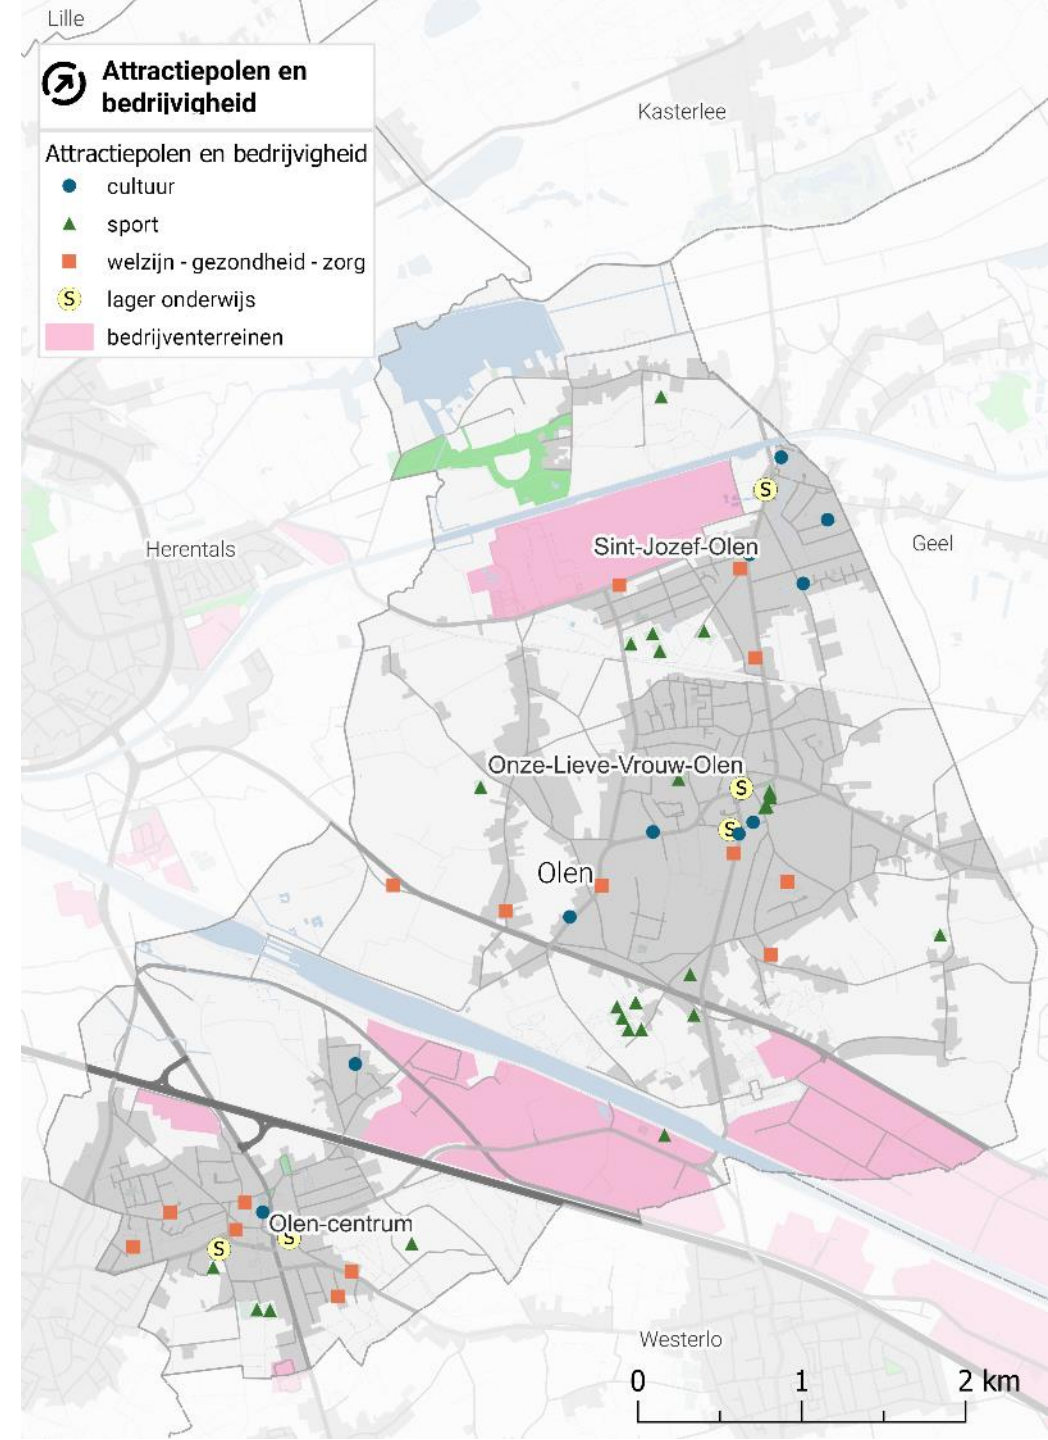 Lille
Attractiepolen en
bedrijvigheid
Attractiepolen en bedrijvigheid
cultuur
sport
welzijn - gezondheid - zorg
S lager onderwijs
bedrijventerreinen
Kasterlee
S
Herentals
Sint-Jozef-Olen
Geel
Onze-Lieve-Vrouw-Olen
S
S
Olen
Olen-centrum
S
S
Westerlo
0 1 2 km